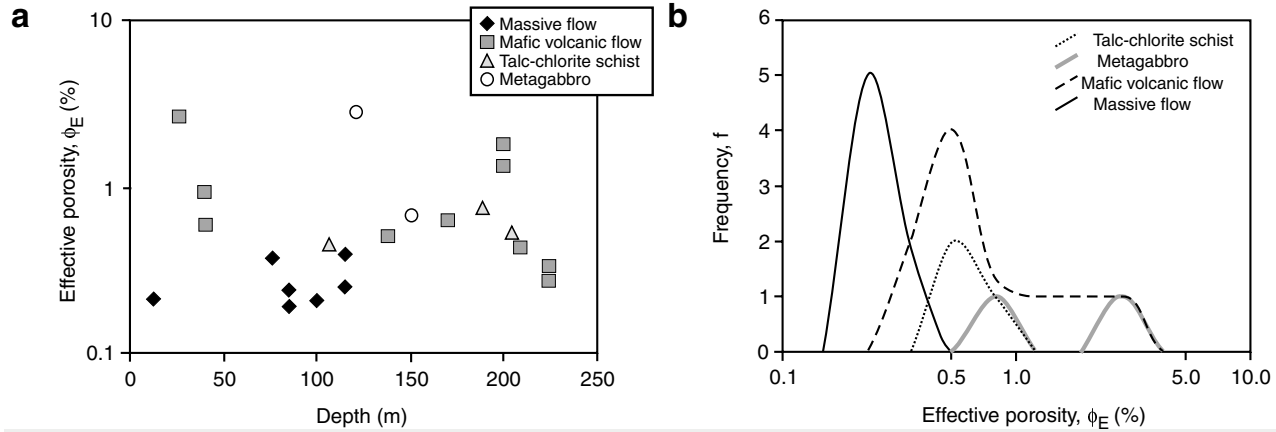 a
10
1
0.1
Effective porosity, ϕE (%)
0
50
100
150
200
250
Depth (m)
Massive flow
Mafic volcanic flow
Talc-chlorite schist
Metagabbro
b
6
5
4
3
2
1
0
Frequency, f
0.1
0.5
1.0
5.0
10.0
Effective porosity, ϕE (%)
Talc-chlorite schist
Metagabbro
Mafic volcanic flow
Massive flow